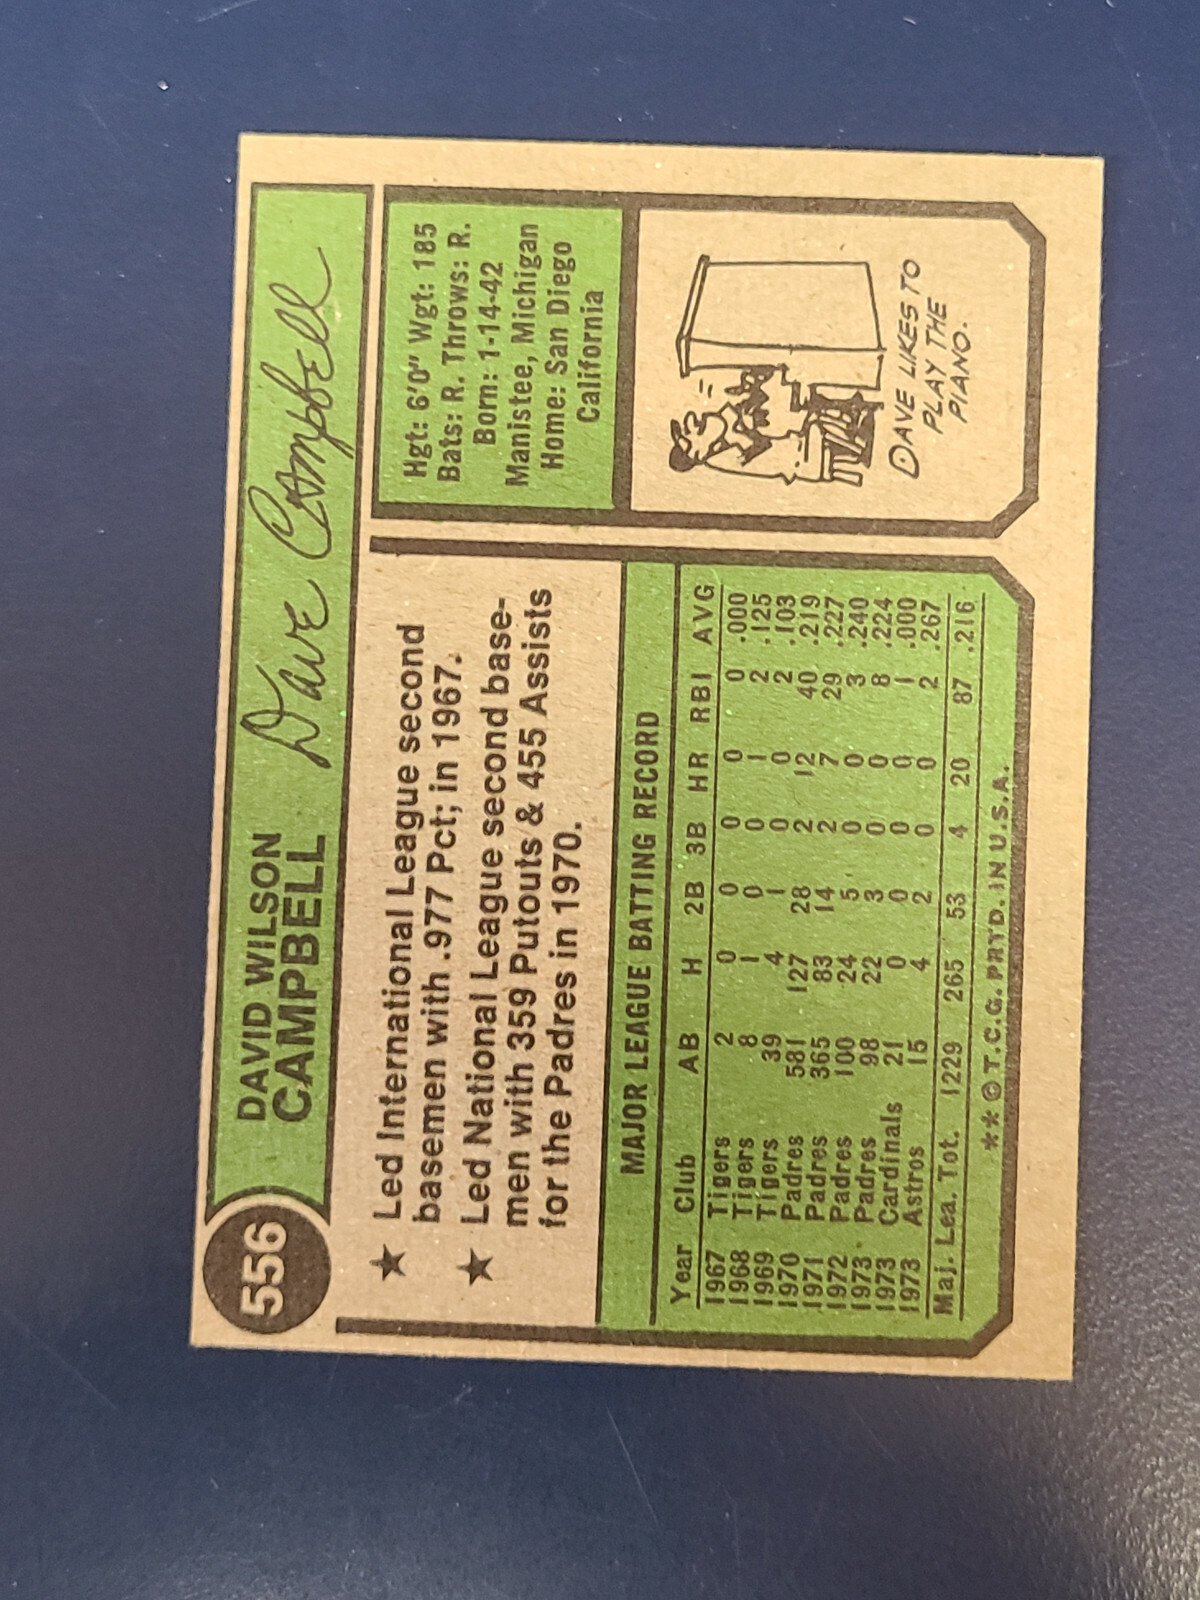 556
DAVID WILSON
CAMPBELL
Dave Campbell
★ Led International League second
basemen with .977 Pct; in 1967.
★ Led National League second base-
men with 359 Putouts & 455 Assists
for the Padres in 1970.
Hgt: 6'0" Wgt: 185
Bats: R. Throws: R.
Born: 1-14-42
Manistee, Michigan
Home: San Diego
California
DAVE LIKES TO
PLAY THE
PIANO.
MAJOR LEAGUE BATTING RECORD
Year Club AB H 2B 3B HR RBI AVG
1967 Tigers 2 0 0 0 0 0 .000
1968 Tigers 8 1 0 0 1 2 .125
1969 Tigers 39 4 1 0 0 2 .103
1970 Padres 581 127 28 2 12 40 .219
1971 Padres 365 83 14 2 7 29 .227
1972 Padres 100 24 5 0 0 3 .240
1973 Padres 98 22 3 0 0 8 .224
1973 Cardinals 21 0 0 0 0 1 .000
1973 Astros 15 4 2 0 0 2 .267
Maj. Lea. Tot. 1229 265 53 4 20 87 .216
**© T.C.G. PRTD. IN U.S.A.